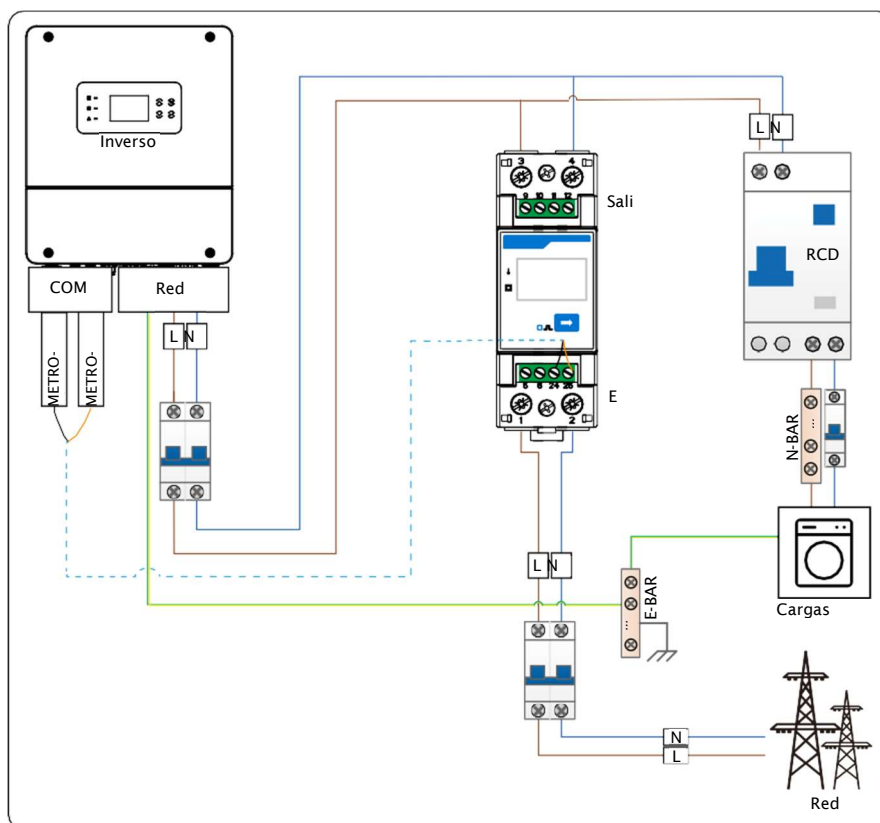 Inverso
COM
Red
METRO-
METRO-
L N
L N
3
4
9 10 11 12
Sali
RCD
5 6 24 25
E
1
2
N-BAR
...
L N
E-BAR
...
Cargas
N
L
Red